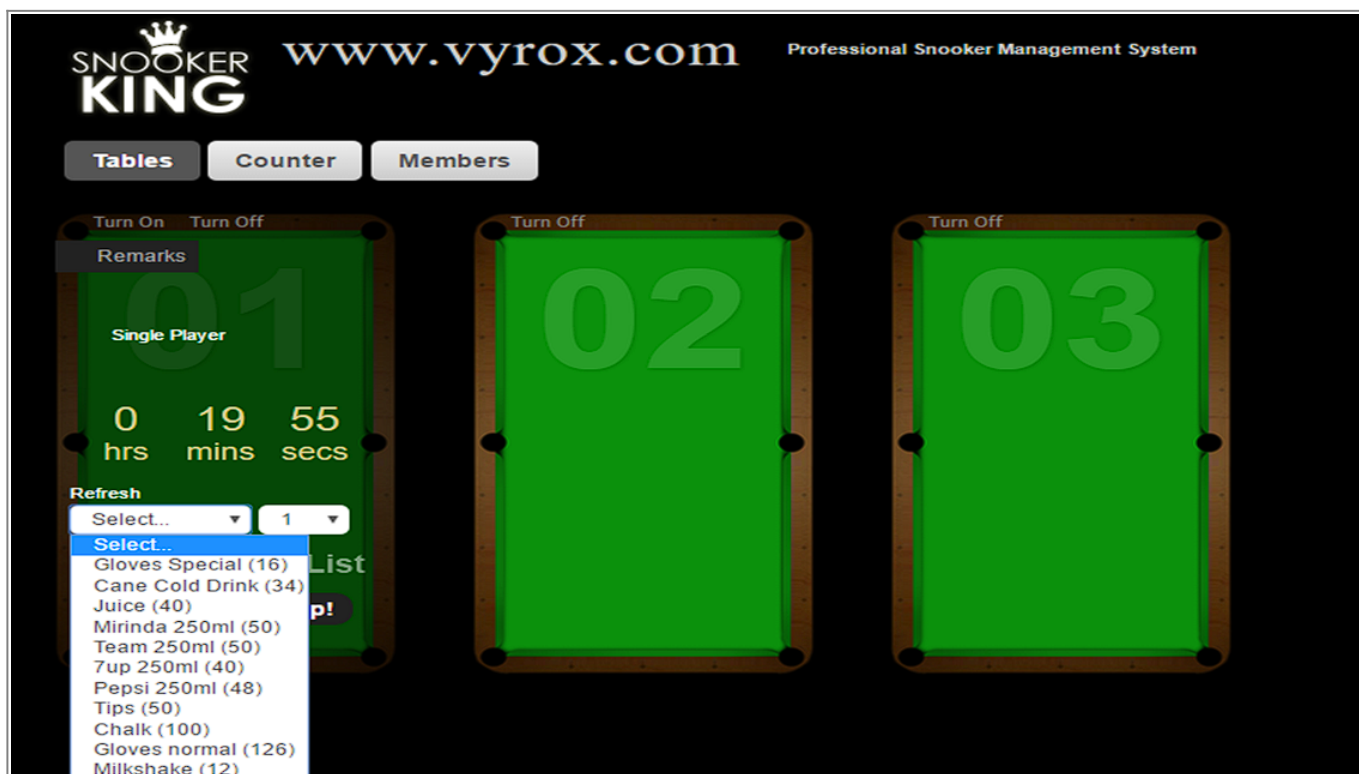 SNOOKER
KING
www.vyrox.com
Professional Snooker Management System
Tables
Counter
Members
Turn On
Turn Off
Remarks
01
Single Player
0
19
55
hrs
mins
secs
Refresh
Select...
1
Select...
Gloves Special (16)
List
Cane Cold Drink (34)
Juice (40)
p!
Mirinda 250ml (50)
Team 250ml (50)
7up 250ml (40)
Pepsi 250ml (48)
Tips (50)
Chalk (100)
Gloves normal (126)
Milkshake (12)
Turn Off
02
Turn Off
03